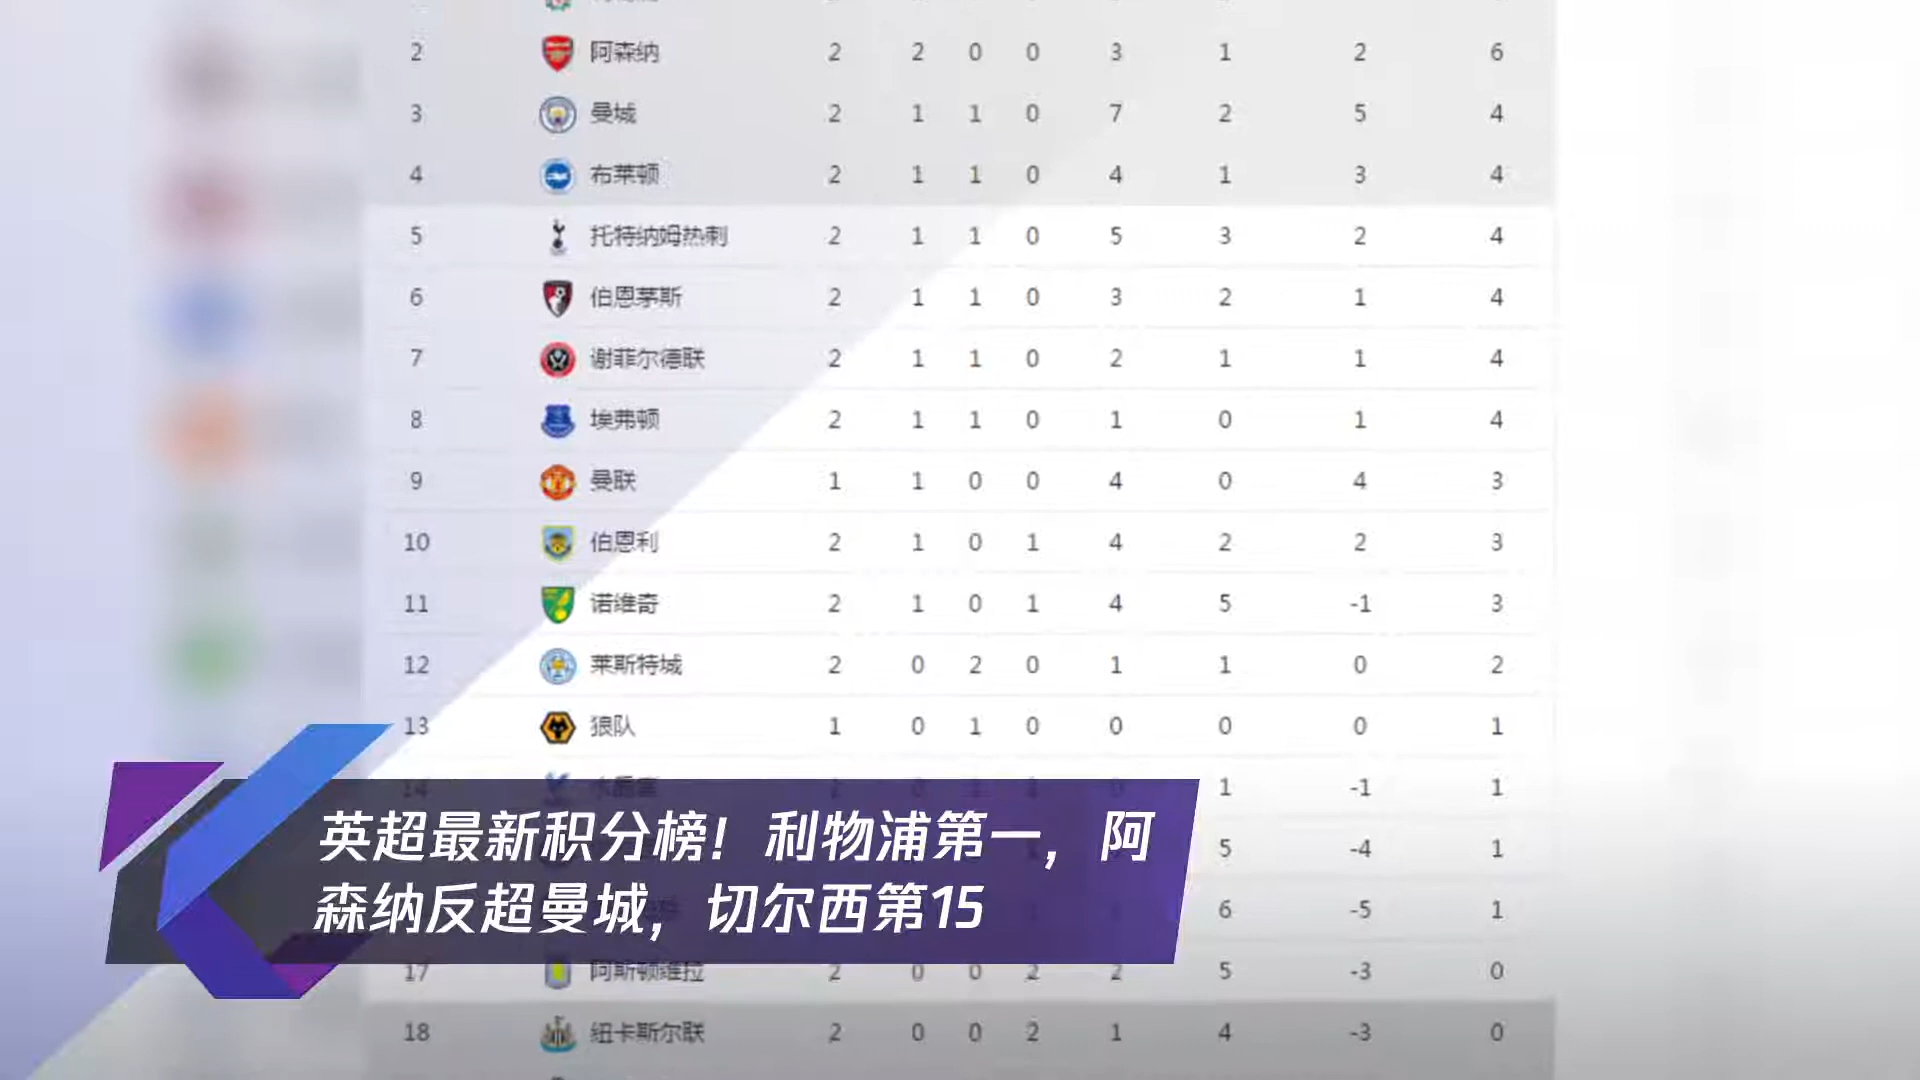 2 阿森纳 2 2 0 0 3 1 2 6
3 曼城 2 1 1 0 7 2 5 4
4 布莱顿 2 1 1 0 4 1 3 4
5 托特纳姆热刺 2 1 1 0 5 3 2 4
6 伯恩茅斯 2 1 1 0 3 2 1 4
7 谢菲尔德联 2 1 1 0 2 1 1 4
8 埃弗顿 2 1 1 0 1 0 1 4
9 曼联 1 1 0 0 4 0 4 3
10 伯恩利 2 1 0 1 4 2 2 3
11 诺维奇 2 1 0 1 4 5 -1 3
12 莱斯特城 2 0 2 0 1 1 0 2
13 狼队 1 0 1 0 0 0 0 1
14 水晶宫 2 0 1 1 0 1 -1 1
5 -4 1
6 -5 1
英超最新积分榜！利物浦第一，阿
森纳反超曼城，切尔西第15
17 阿斯顿维拉 2 0 0 2 2 5 -3 0
18 纽卡斯尔联 2 0 0 2 1 4 -3 0